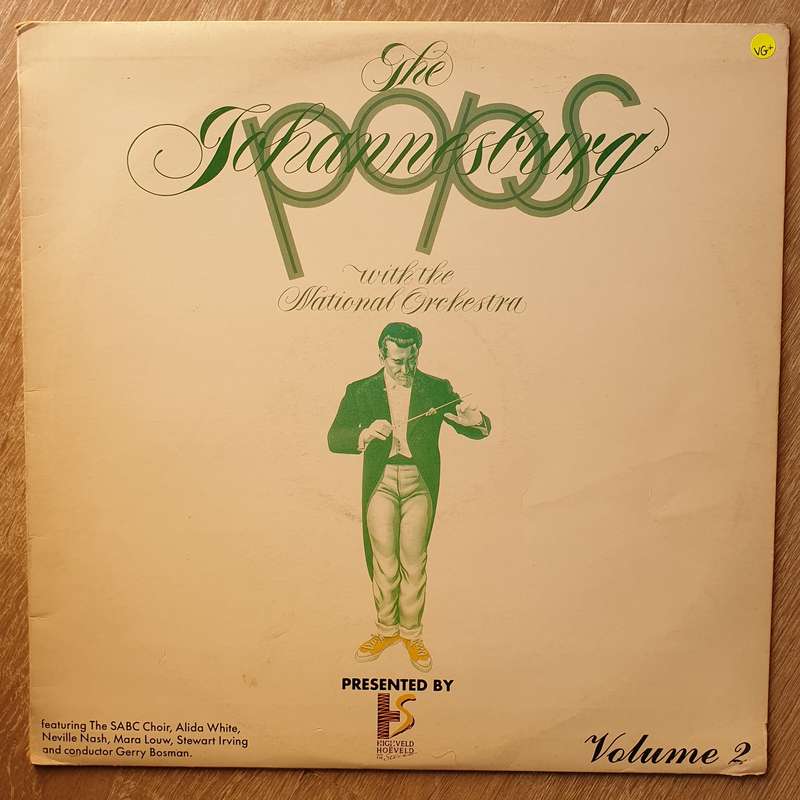 The
Johannesburg
pops
with the
National Orchestra
VG+
PRESENTED BY
HS
HIGHVELD
HOËVELD
featuring The SABC Choir, Alida White,
Neville Nash, Mara Louw, Stewart Irving
and conductor Gerry Bosman.
Volume 2